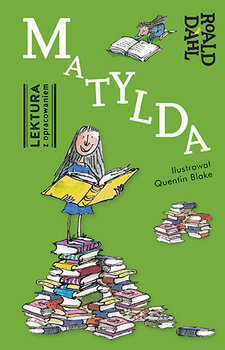 MATYLDA
ROALD
DAHL
LEKTURA
z opracowaniem
Ilustrował
Quentin Blake